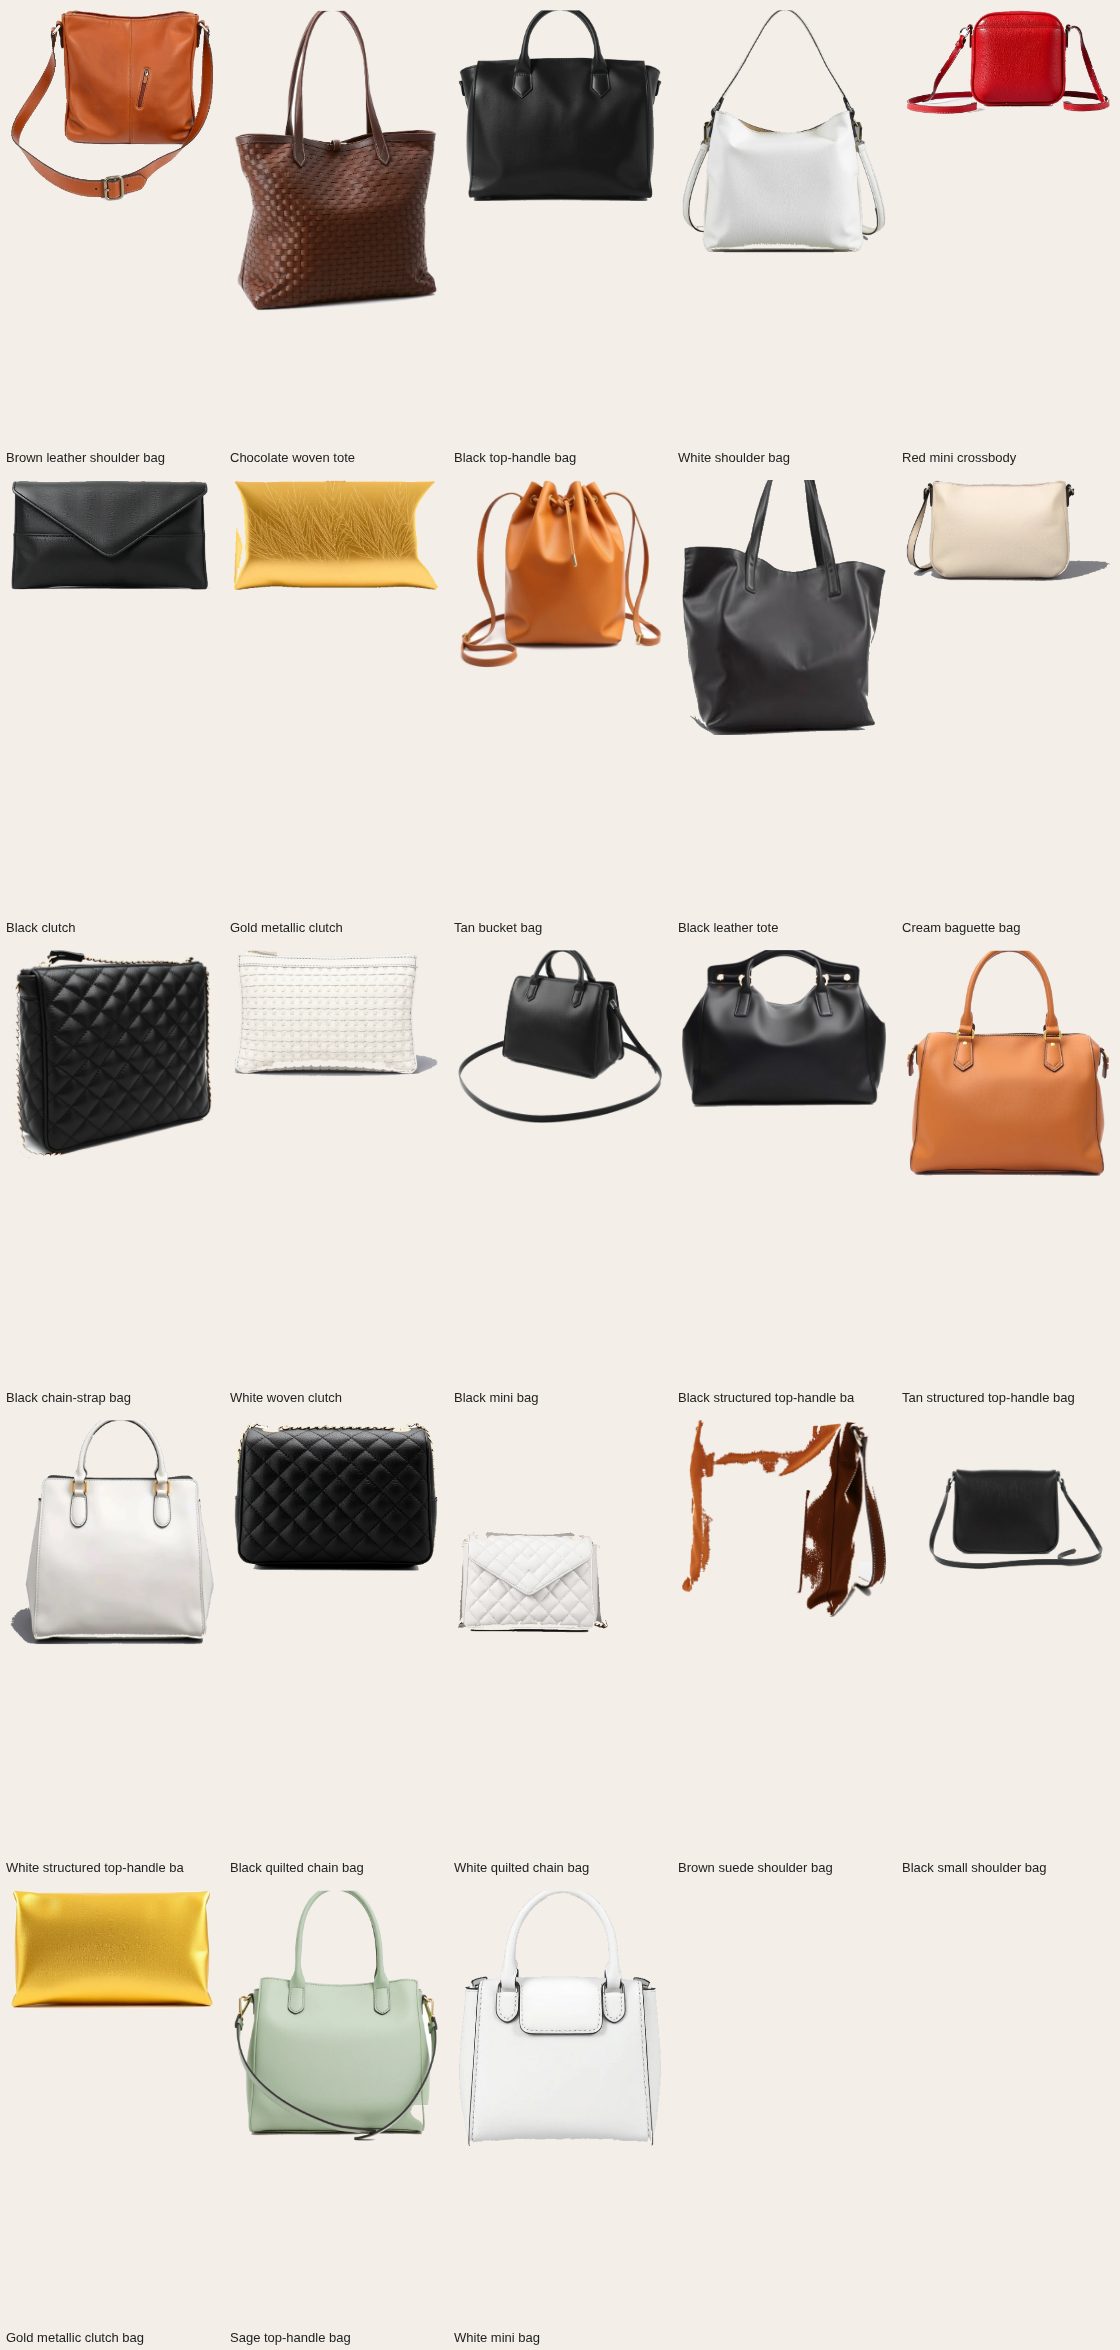 Brown leather shoulder bag
Chocolate woven tote
Black top-handle bag
White shoulder bag
Red mini crossbody
Black clutch
Gold metallic clutch
Tan bucket bag
Black leather tote
Cream baguette bag
Black chain-strap bag
White woven clutch
Black mini bag
Black structured top-handle ba
Tan structured top-handle bag
White structured top-handle ba
Black quilted chain bag
White quilted chain bag
Brown suede shoulder bag
Black small shoulder bag
Gold metallic clutch bag
Sage top-handle bag
White mini bag